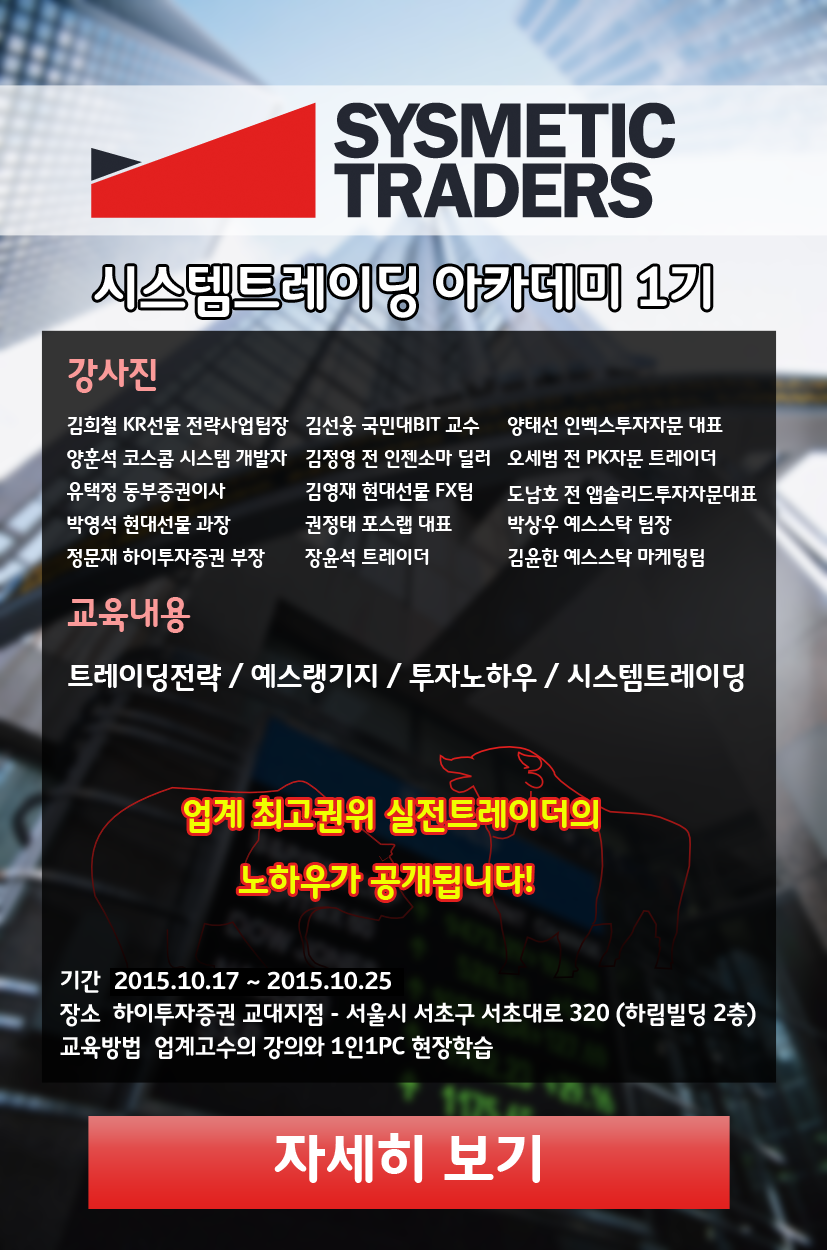 SYSMETIC
TRADERS
시스템트레이딩 아카데미 1기
강사진
김희철 KR선물 전략사업팀장 김선웅 국민대BIT 교수 양태선 인벡스투자자문 대표
양훈석 코스콤 시스템 개발자 김정영 전 인젠소마 딜러 오세범 전 PK자문 트레이더
유택정 동부증권이사 김영재 현대선물 FX팀 도남호 전 앱솔리드투자자문대표
박영석 현대선물 과장 권정태 포스랩 대표 박상우 예스스탁 팀장
정문재 하이투자증권 부장 장윤석 트레이더 김윤한 예스스탁 마케팅팀
교육내용
트레이딩전략 / 예스랭기지 / 투자노하우 / 시스템트레이딩
업계 최고권위 실전트레이더의
노하우가 공개됩니다!
기간 2015.10.17 ~ 2015.10.25
장소 하이투자증권 교대지점 - 서울시 서초구 서초대로 320 (하림빌딩 2층)
교육방법 업계고수의 강의와 1인1PC 현장학습
자세히 보기